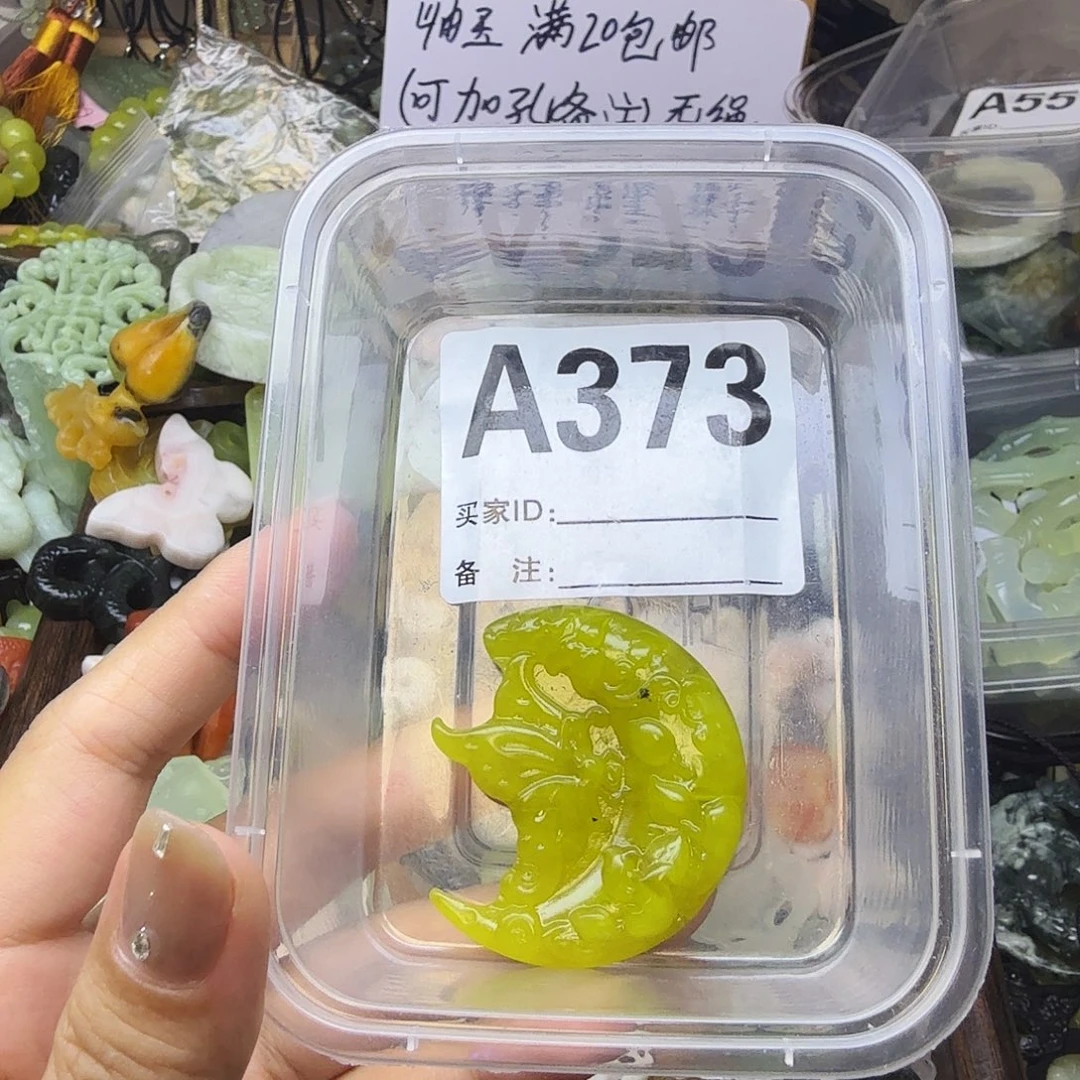 岫玉 满20包邮
(可加孔备注)无绳
A55
A373
买家ID:
备 注: